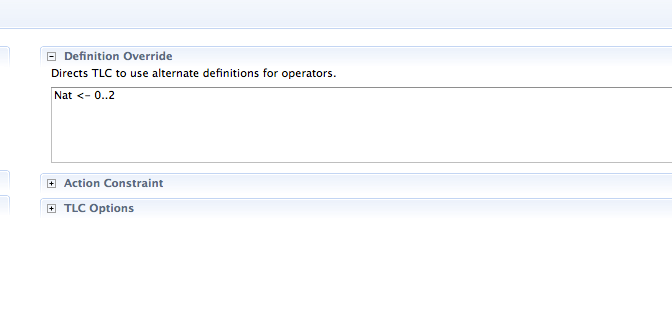 Definition Override
Directs TLC to use alternate definitions for operators.
Nat <- 0..2
Action Constraint
TLC Options